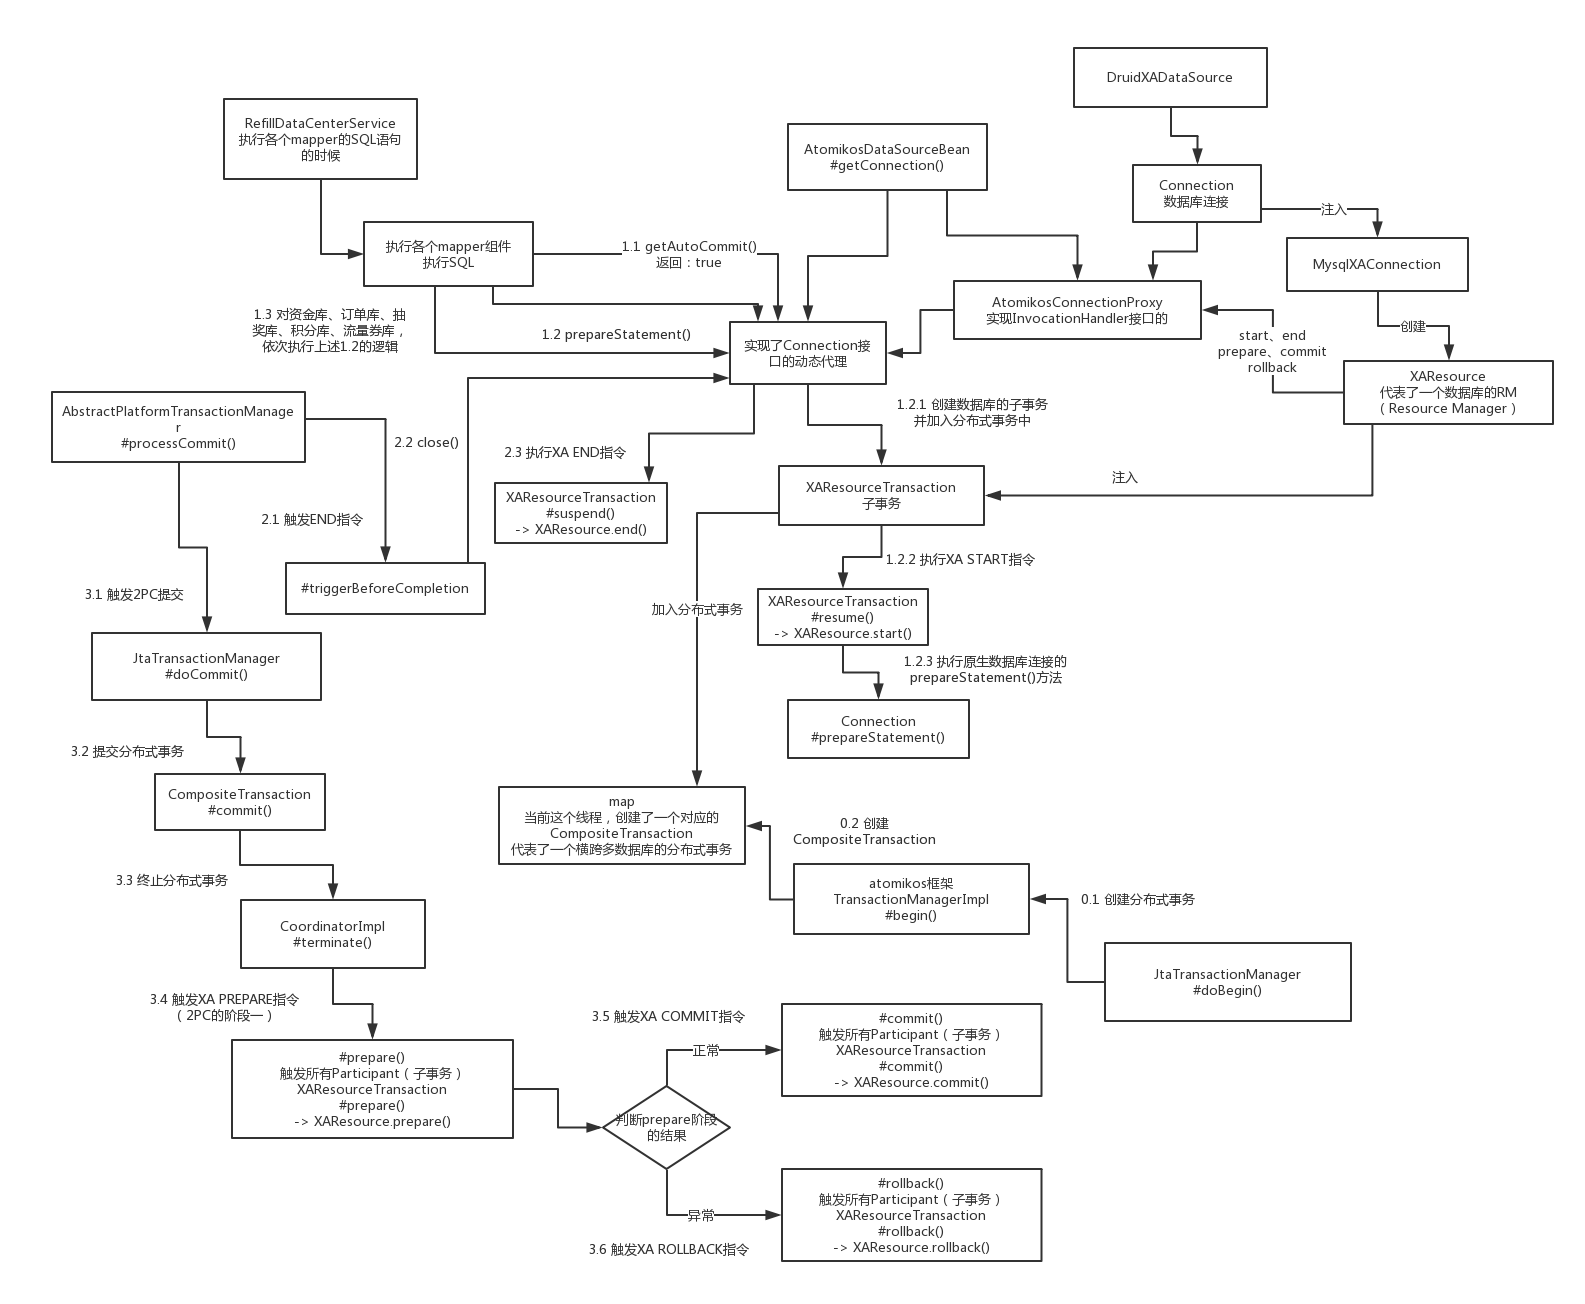 DruidXADataSource
RefillDataCenterService
执行各个mapper的SQL语句
的时候
AtomikosDataSourceBean
#getConnection()
Connection
数据库连接
注入
执行各个mapper组件
执行SQL
1.1 getAutoCommit()
返回：true
MysqlXAConnection
AtomikosConnectionProxy
实现InvocationHandler接口的
1.3 对资金库、订单库、抽
奖库、积分库、流量券库，
依次执行上述1.2的逻辑
1.2 prepareStatement()
实现了Connection接
口的动态代理
start、end
prepare、commit
rollback
创建
XAResource
代表了一个数据库的RM
（Resource Manager）
AbstractPlatformTransactionManage
r
#processCommit()
2.2 close()
1.2.1 创建数据库的子事务
并加入分布式事务中
2.3 执行XA END指令
XAResourceTransaction
#suspend()
-> XAResource.end()
XAResourceTransaction
子事务
注入
2.1 触发END指令
#triggerBeforeCompletion
1.2.2 执行XA START指令
3.1 触发2PC提交
加入分布式事务
XAResourceTransaction
#resume()
-> XAResource.start()
JtaTransactionManager
#doCommit()
1.2.3 执行原生数据库连接的
prepareStatement()方法
Connection
#prepareStatement()
3.2 提交分布式事务
CompositeTransaction
#commit()
map
当前这个线程，创建了一个对应的
CompositeTransaction
代表了一个横跨多数据库的分布式事务
0.2 创建
CompositeTransaction
3.3 终止分布式事务
atomikos框架
TransactionManagerImpl
#begin()
0.1 创建分布式事务
CoordinatorImpl
#terminate()
JtaTransactionManager
#doBegin()
3.4 触发XA PREPARE指令
（2PC的阶段一）
3.5 触发XA COMMIT指令
#prepare()
触发所有Participant（子事务）
XAResourceTransaction
#prepare()
-> XAResource.prepare()
正常
#commit()
触发所有Participant（子事务）
XAResourceTransaction
#commit()
-> XAResource.commit()
判断prepare阶段
的结果
异常
#rollback()
触发所有Participant（子事务）
XAResourceTransaction
#rollback()
-> XAResource.rollback()
3.6 触发XA ROLLBACK指令